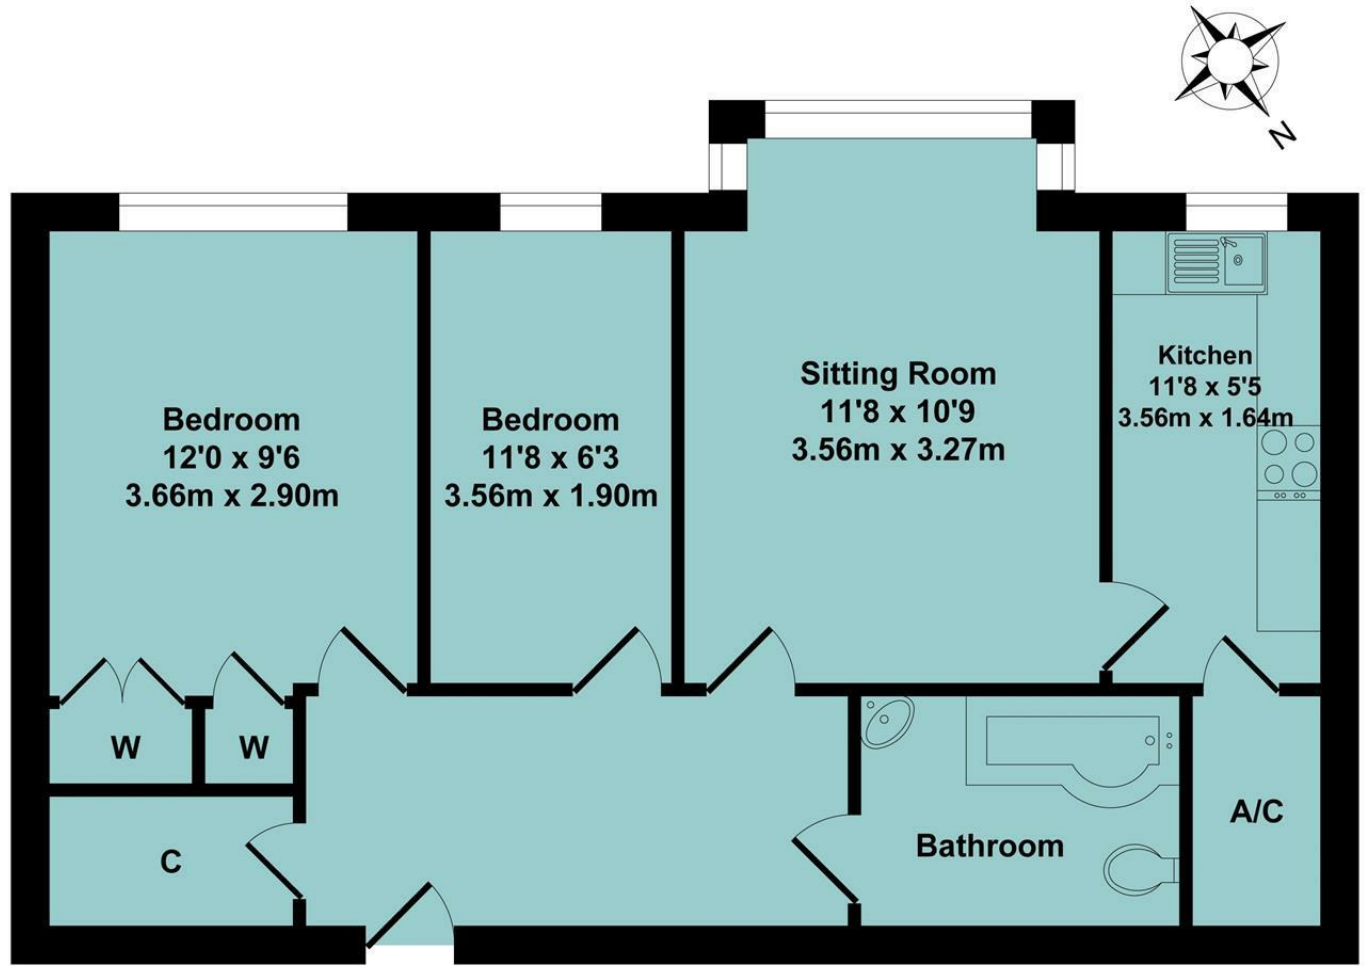 N
Bedroom
12'0 x 9'6
3.66m x 2.90m
Bedroom
11'8 x 6'3
3.56m x 1.90m
Sitting Room
11'8 x 10'9
3.56m x 3.27m
Kitchen
11'8 x 5'5
3.56m x 1.64m
W
W
C
Bathroom
A/C